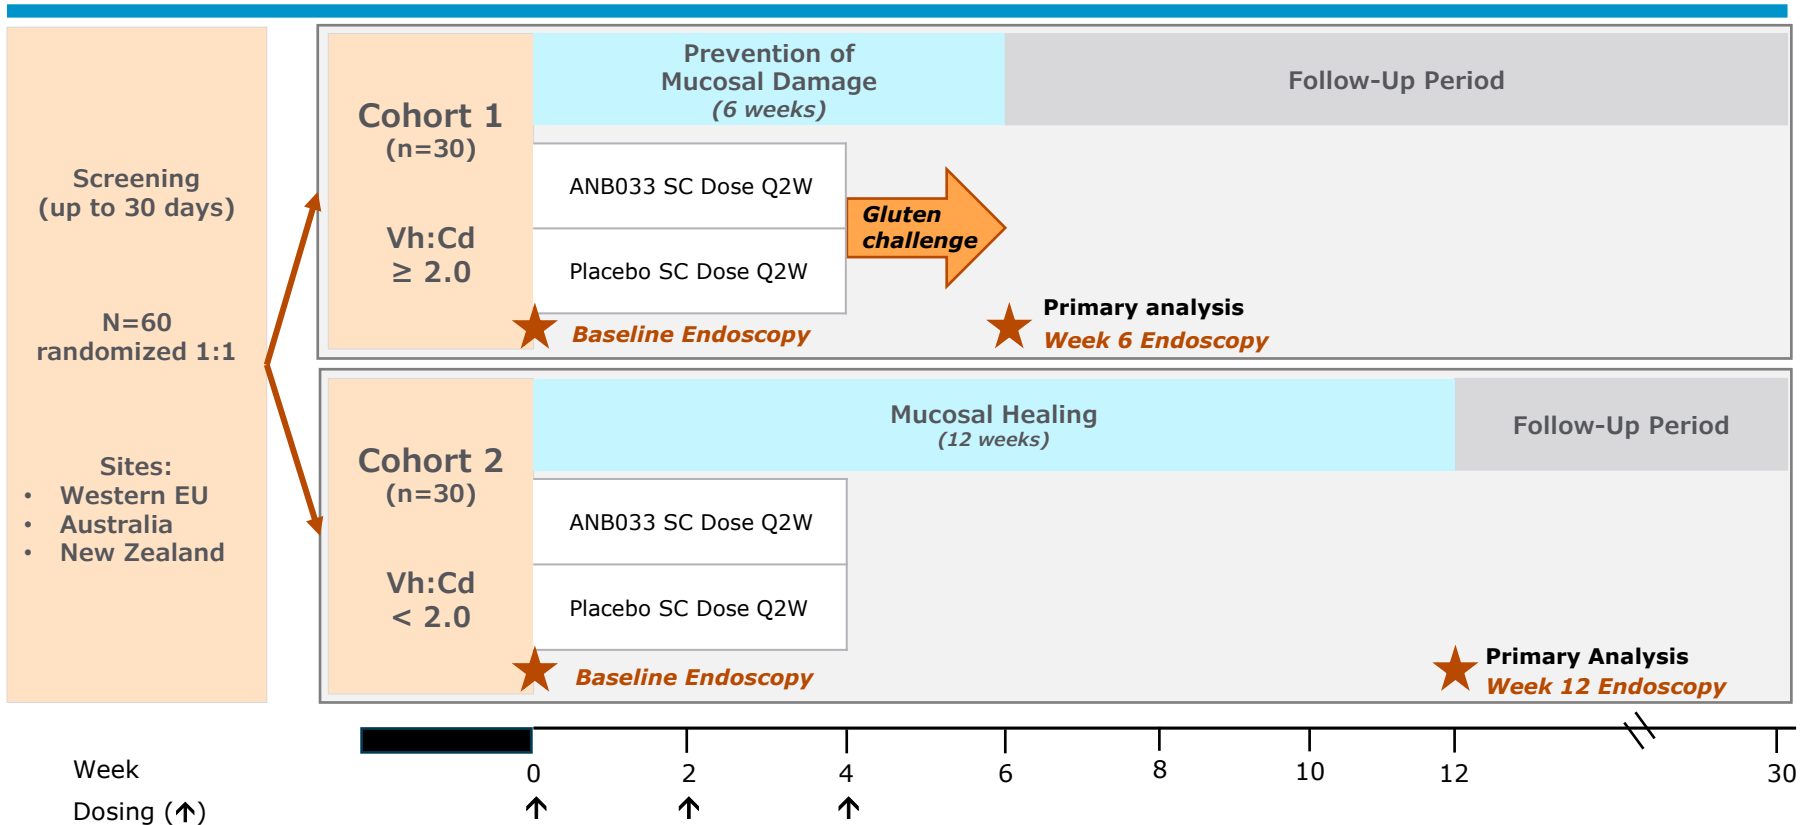 Screening
(up to 30 days)
N=60
randomized 1:1
Sites:
• Western EU
• Australia
• New Zealand
Cohort 1
(n=30)
Vh:Cd
≥ 2.0
Prevention of
Mucosal Damage
(6 weeks)
Follow-Up Period
ANB033 SC Dose Q2W
Placebo SC Dose Q2W
Gluten
challenge
Baseline Endoscopy
Primary analysis
Week 6 Endoscopy
Cohort 2
(n=30)
Vh:Cd
< 2.0
Mucosal Healing
(12 weeks)
Follow-Up Period
ANB033 SC Dose Q2W
Placebo SC Dose Q2W
Baseline Endoscopy
Primary Analysis
Week 12 Endoscopy
Week 0 2 4 6 8 10 12 30
Dosing (↑) ↑ ↑ ↑